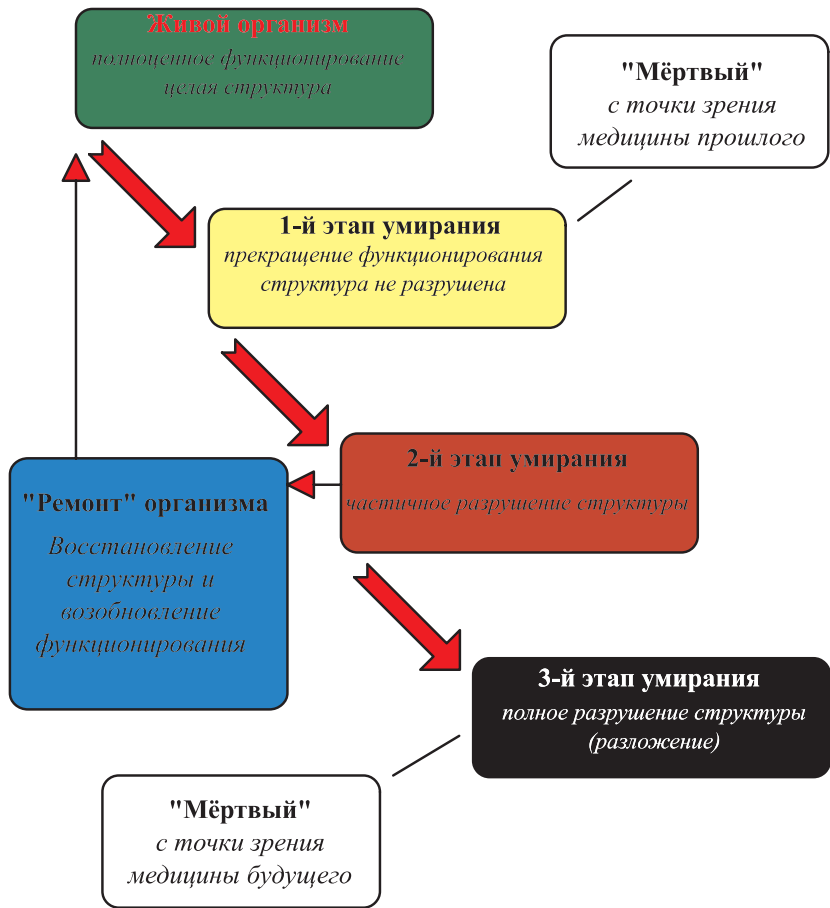 Живой организм
полноценное функционирование
целая структура
"Мёртвый"
с точки зрения
медицины прошлого
1-й этап умирания
прекращение функционирования
структура не разрушена
2-й этап умирания
частичное разрушение структуры
"Ремонт" организма
Восстановление
структуры и
возобновление
функционирования
3-й этап умирания
полное разрушение структуры
(разложение)
"Мёртвый"
с точки зрения
медицины будущего